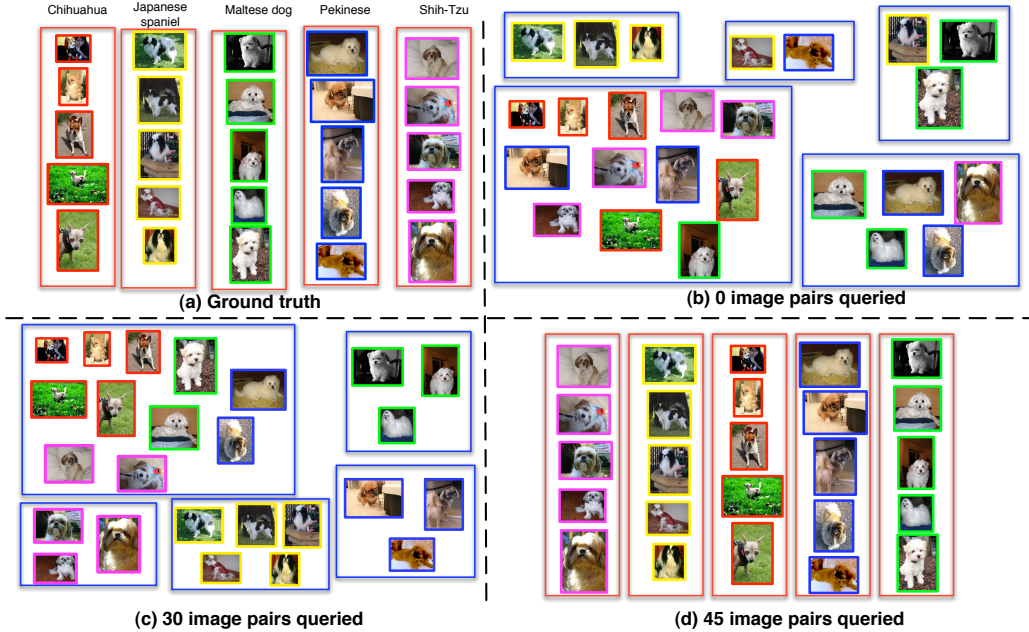 Chihuahua
Japanese
spaniel
Maltese dog
Pekinese
Shih-Tzu
(a) Ground truth
(b) 0 image pairs queried
(c) 30 image pairs queried
(d) 45 image pairs queried